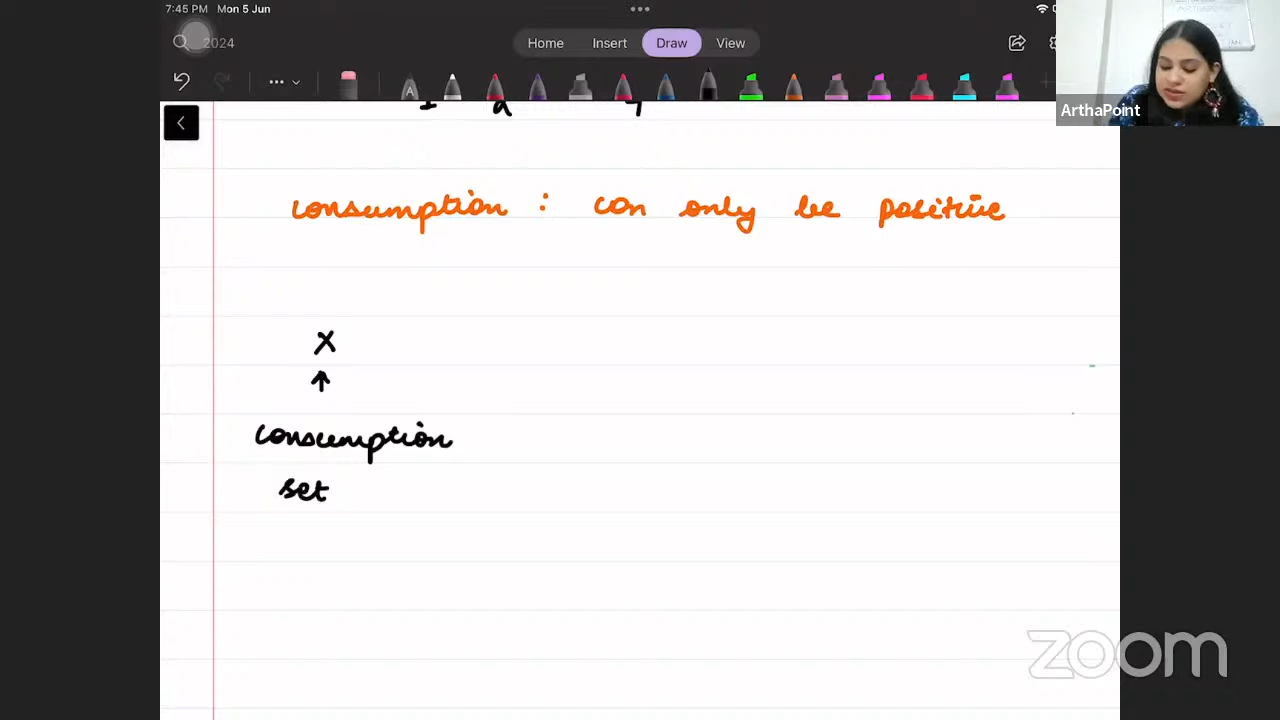 7:45 PM Mon 5 Jun
2024
Home Insert Draw View
A
ArthaPoint
consumption : can only be positive
X
↑
consumption
set
zoom